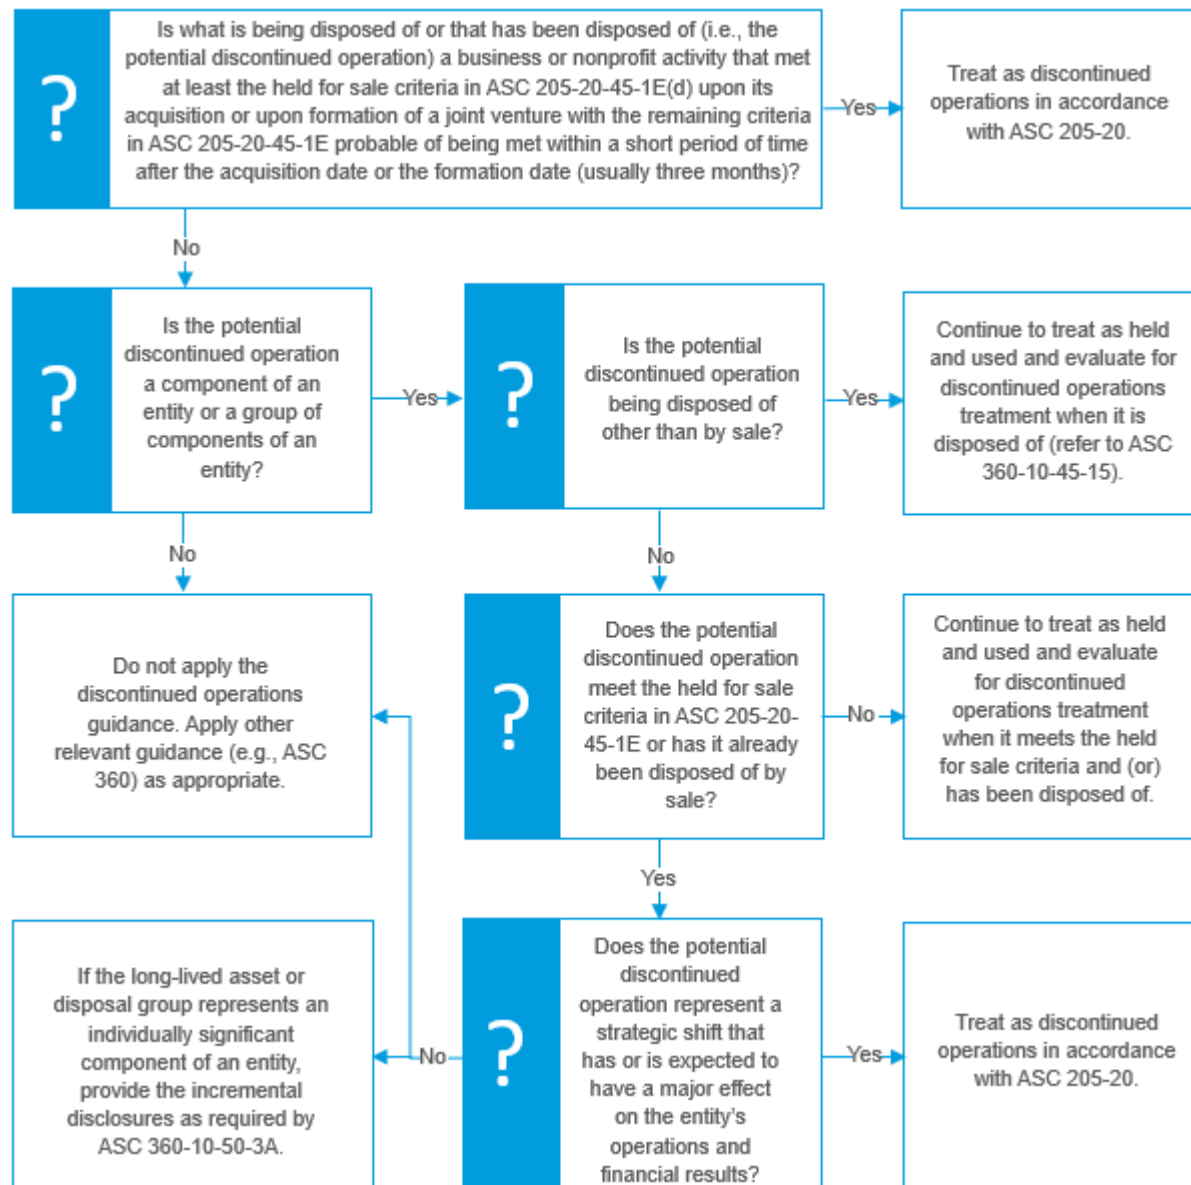 ?
Is what is being disposed of or that has been disposed of (i.e., the
potential discontinued operation) a business or nonprofit activity that met
at least the held for sale criteria in ASC 205-20-45-1E(d) upon its
acquisition or upon formation of a joint venture with the remaining criteria
in ASC 205-20-45-1E probable of being met within a short period of time
after the acquisition date or the formation date (usually three months)?
Yes
Treat as discontinued
operations in accordance
with ASC 205-20.
No
?
Is the potential
discontinued operation
a component of an
entity or a group of
components of an
entity?
Yes
?
Is the potential
discontinued operation
being disposed of
other than by sale?
Yes
Continue to treat as held
and used and evaluate for
discontinued operations
treatment when it is
disposed of (refer to ASC
360-10-45-15).
No
No
Do not apply the
discontinued operations
guidance. Apply other
relevant guidance (e.g., ASC
360) as appropriate.
?
Does the potential
discontinued operation
meet the held for sale
criteria in ASC 205-20-
45-1E or has it already
been disposed of by
sale?
No
Continue to treat as held
and used and evaluate
for discontinued
operations treatment
when it meets the held
for sale criteria and (or)
has been disposed of.
Yes
If the long-lived asset or
disposal group represents an
individually significant
component of an entity,
provide the incremental
disclosures as required by
ASC 360-10-50-3A.
No
?
Does the potential
discontinued
operation represent a
strategic shift that
has or is expected to
have a major effect
on the entity's
operations and
financial results?
Yes
Treat as discontinued
operations in accordance
with ASC 205-20.